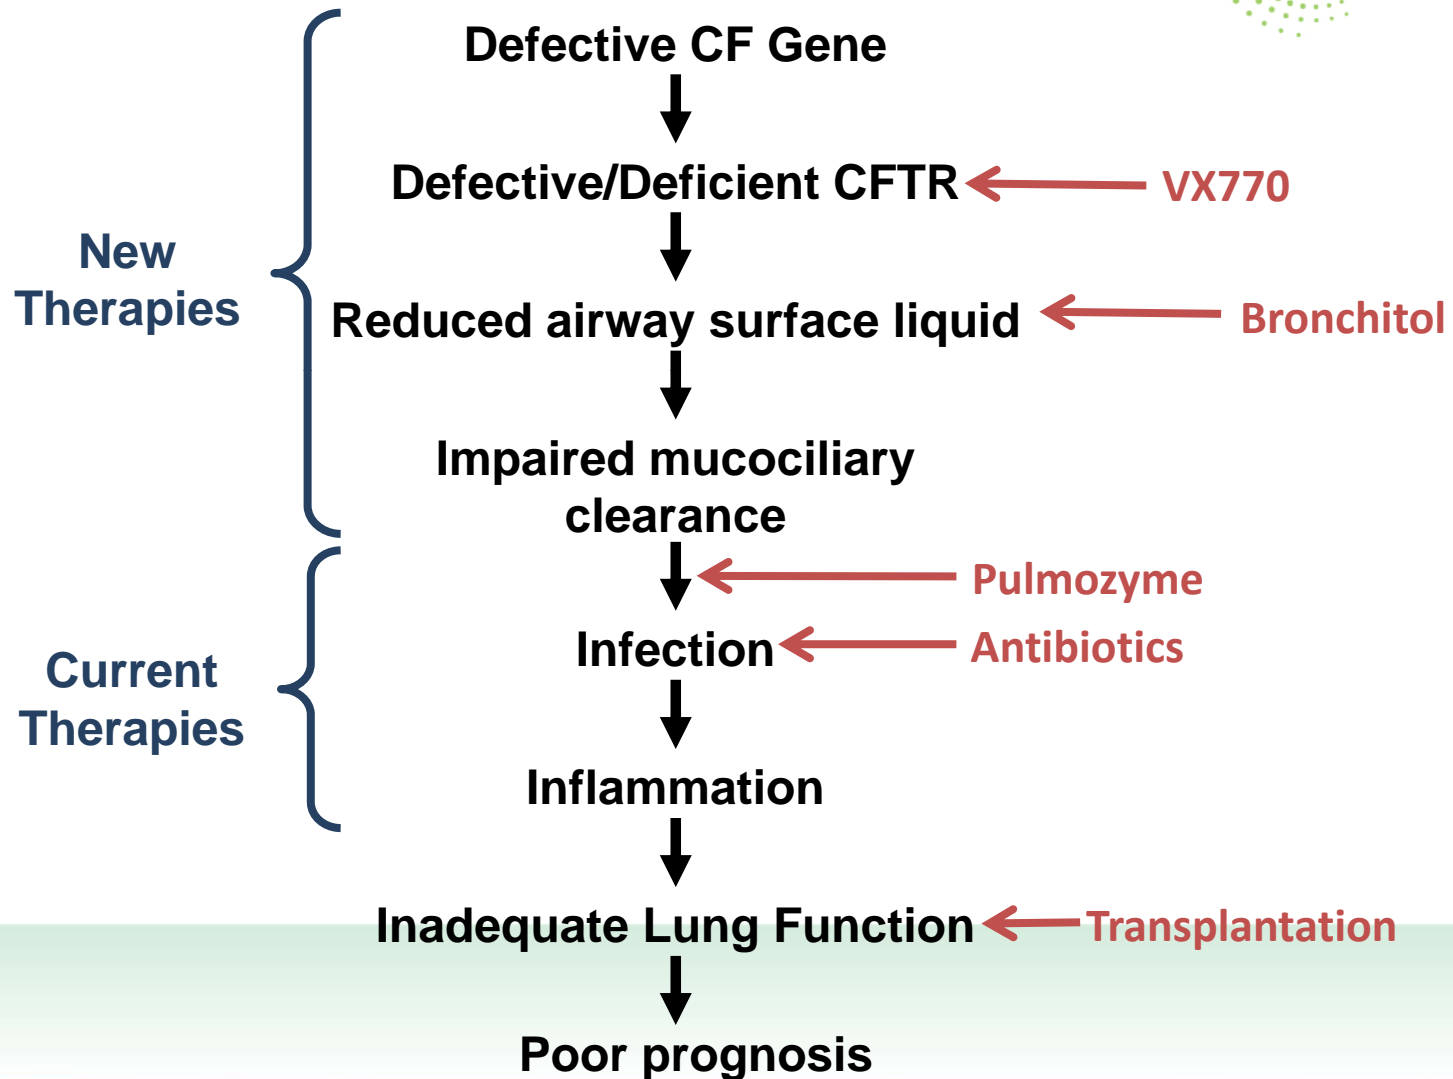 Defective CF Gene
Defective/Deficient CFTR
VX770
New
Therapies
Reduced airway surface liquid
Bronchitol
Impaired mucociliary
clearance
Pulmozyme
Infection
Antibiotics
Current
Therapies
Inflammation
Inadequate Lung Function
Transplantation
Poor prognosis